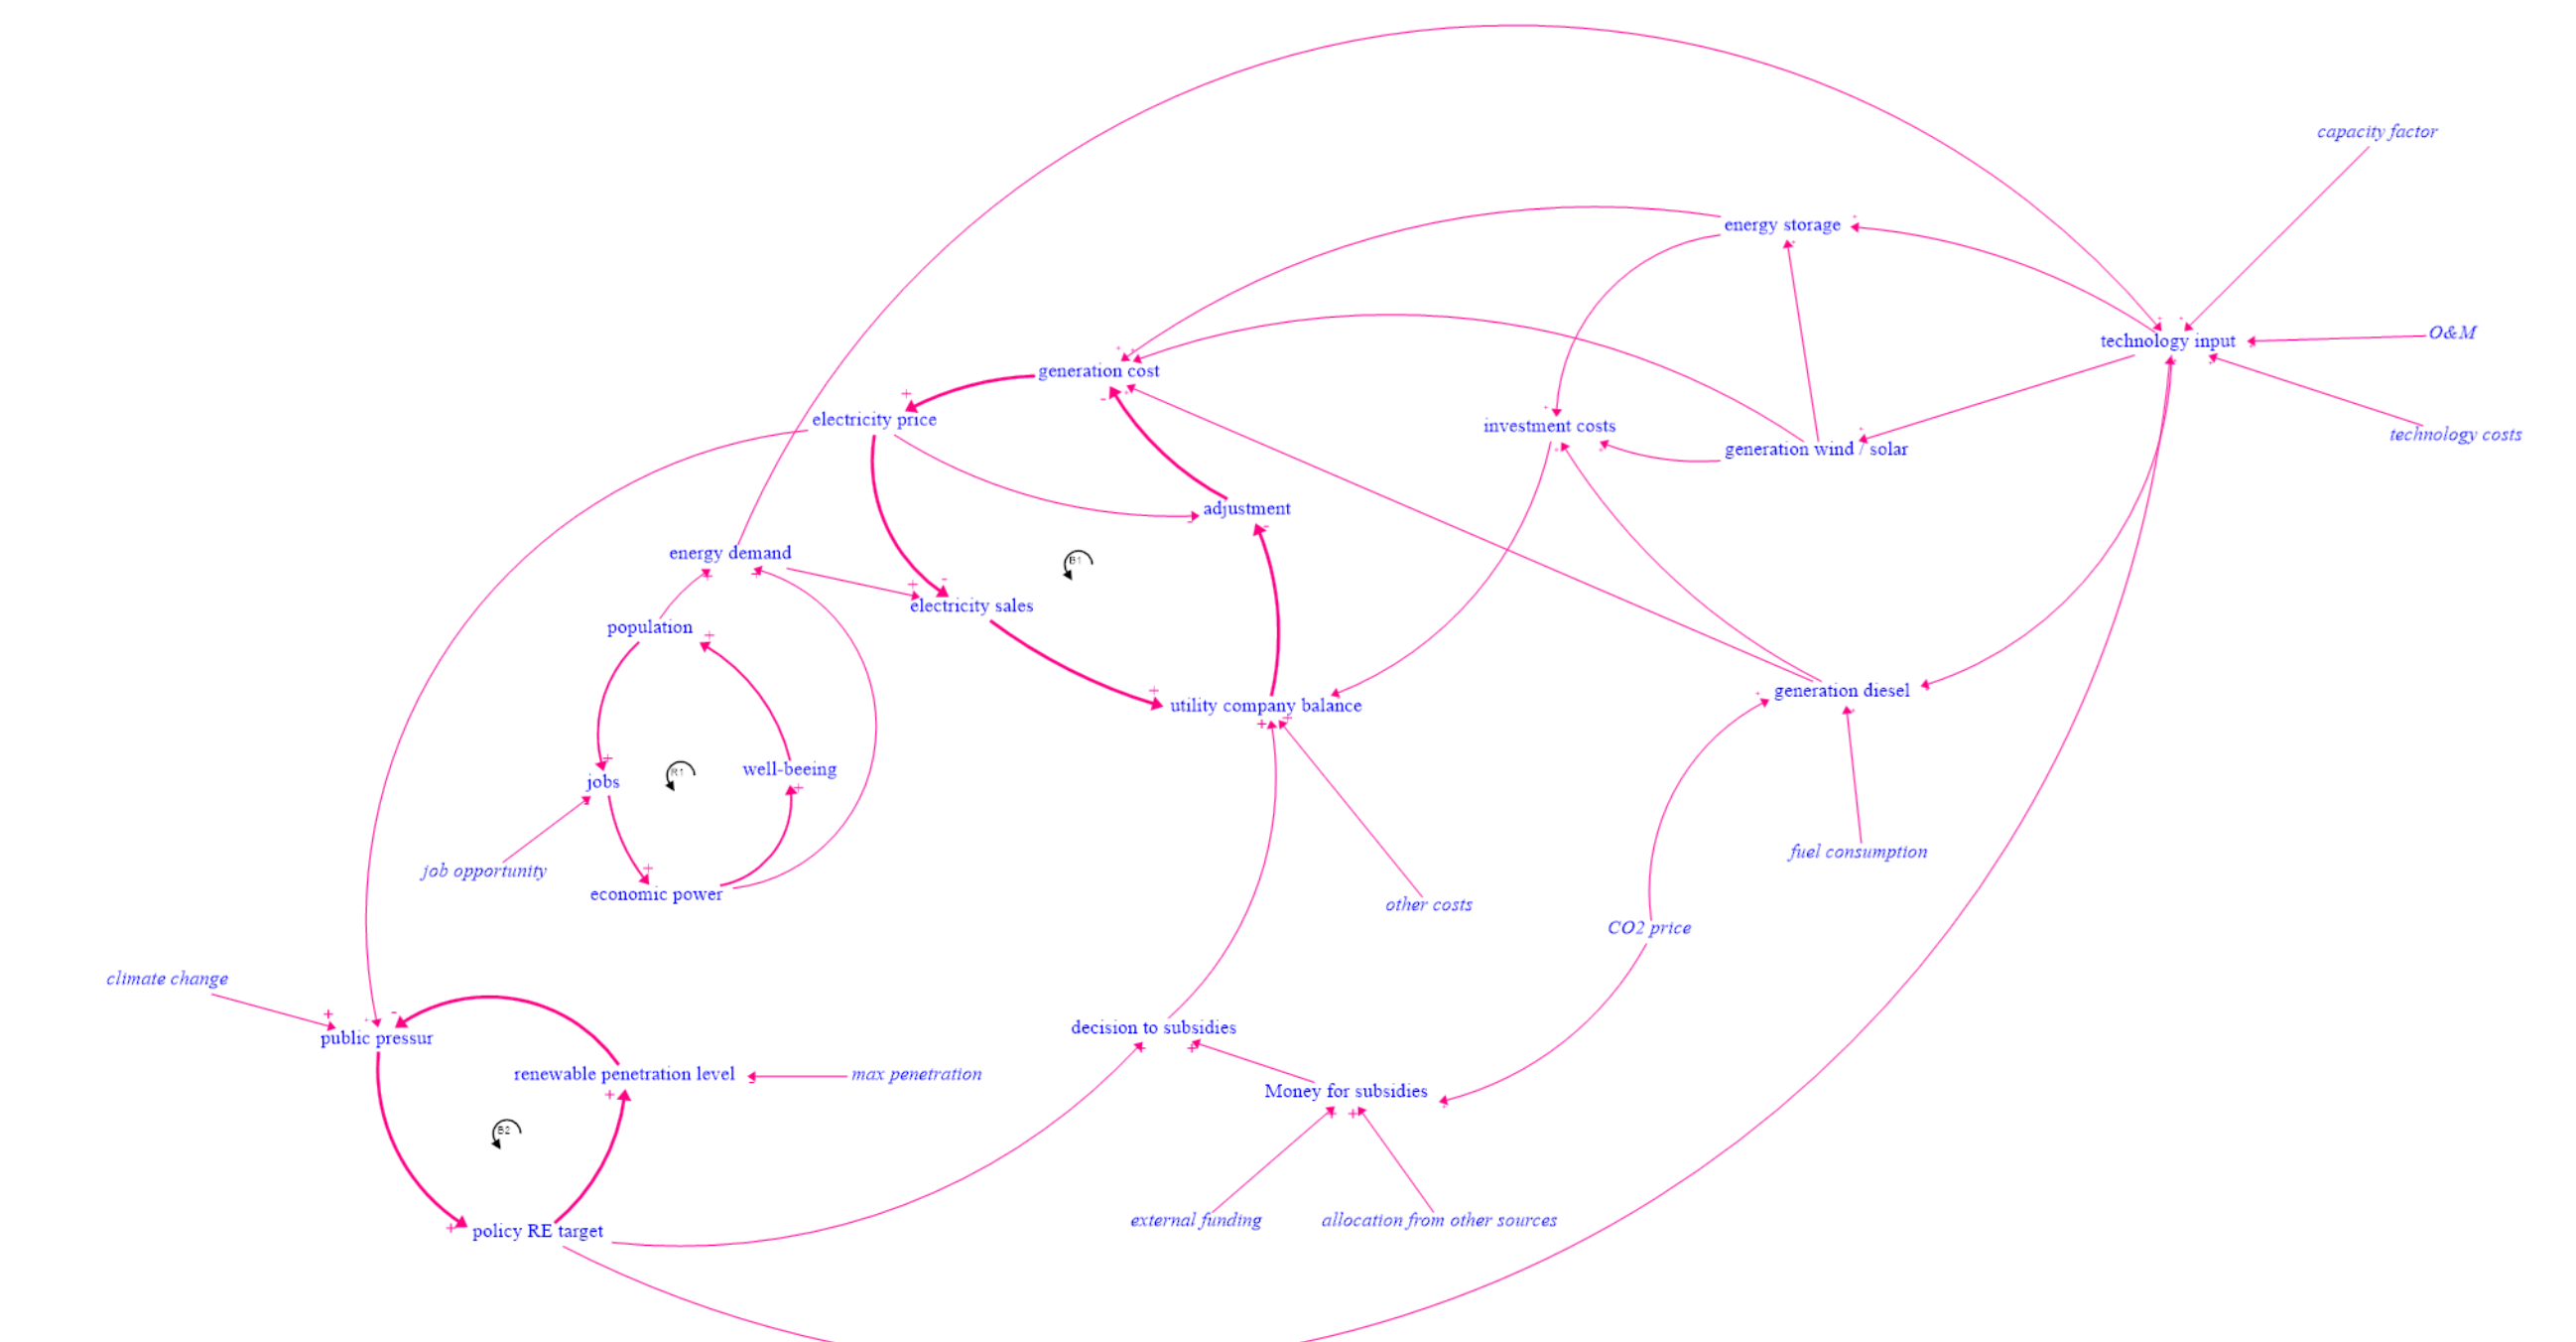 capacity factor
energy storage
O&M
technology input
generation cost
electricity price
investment costs
technology costs
generation wind / solar
adjustment
energy demand
B1
electricity sales
population
generation diesel
utility company balance
well-beeing
R1
jobs
fuel consumption
job opportunity
economic power
other costs
CO2 price
climate change
decision to subsidies
public pressur
renewable penetration level
max penetration
Money for subsidies
B2
external funding
allocation from other sources
policy RE target